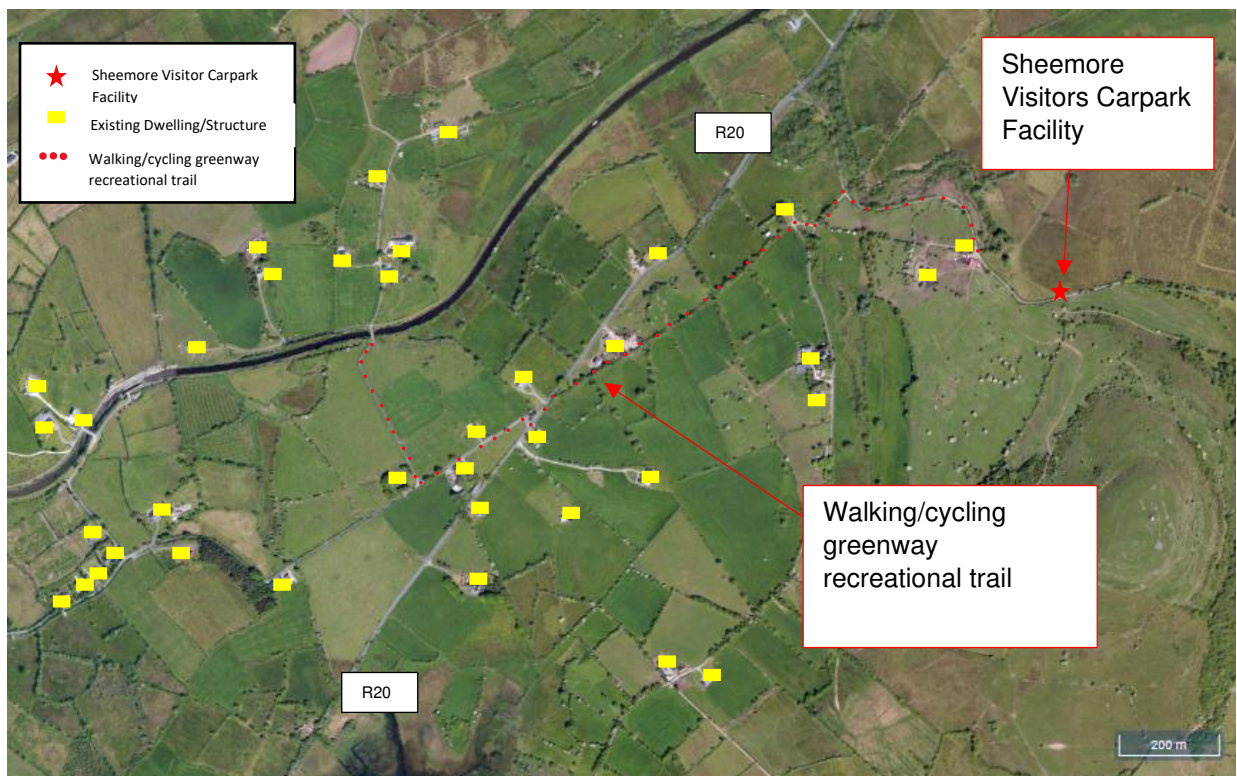 Sheemore Visitor Carpark
Facility
Existing Dwelling/Structure
Walking/cycling greenway
recreational trail
R20
Sheemore
Visitors Carpark
Facility
Walking/cycling
greenway
recreational trail
R20
200 m